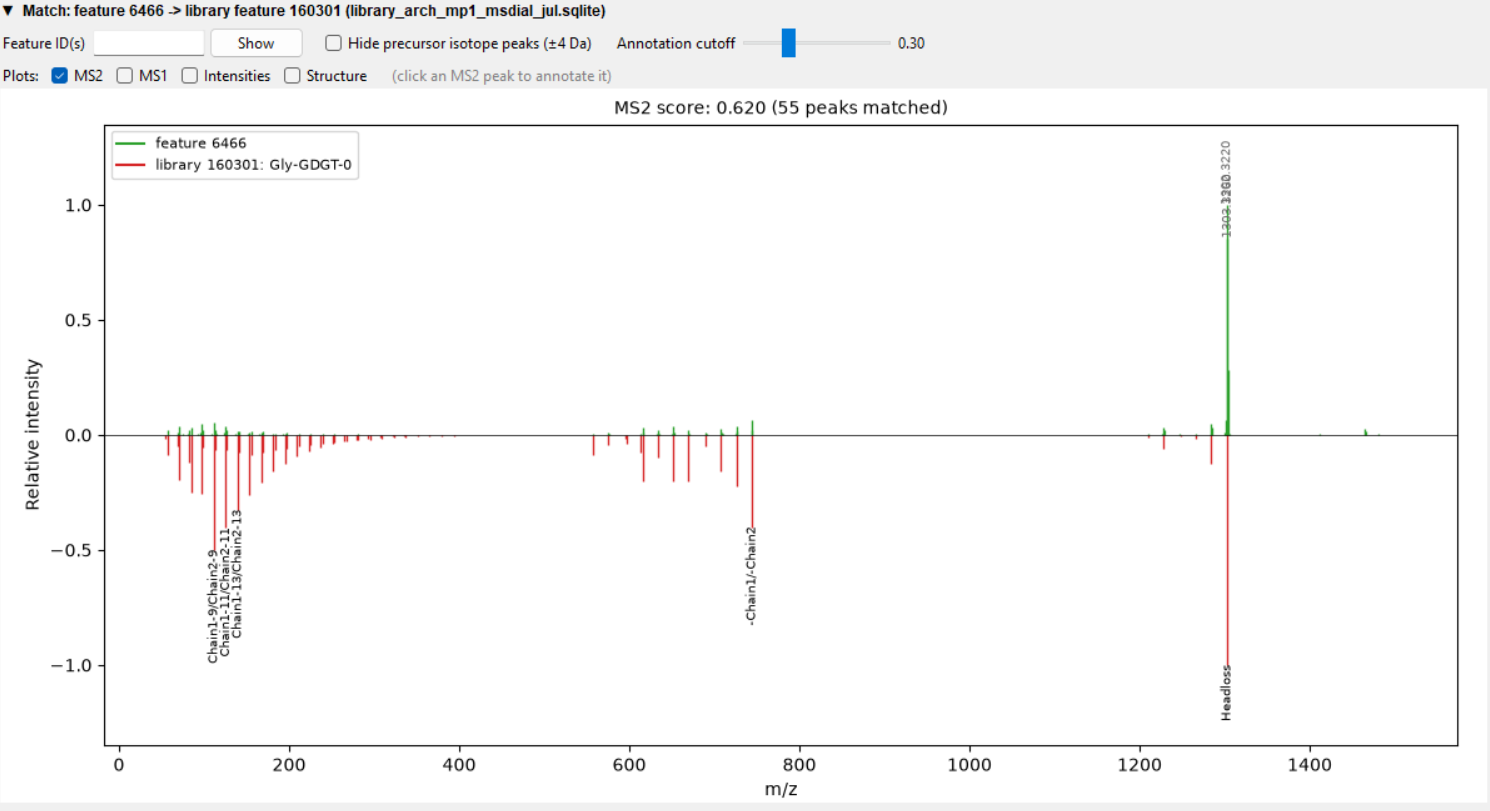 ▼ Match: feature 6466 -> library feature 160301 (library_arch_mp1_msdial_jul.sqlite)
Feature ID(s) Show Hide precursor isotope peaks (±4 Da) Annotation cutoff 0.30
Plots: MS2 MS1 Intensities Structure (click an MS2 peak to annotate it)
MS2 score: 0.620 (55 peaks matched)
feature 6466
library 160301: Gly-GDGT-0
Relative intensity
1.0
0.5
0.0
−0.5
−1.0
Chain1-9/Chain2-9
Chain1-11/Chain2-11
Chain1-13/Chain2-13
-Chain1/-Chain2
Headloss
0 200 400 600 800 1000 1200 1400
m/z